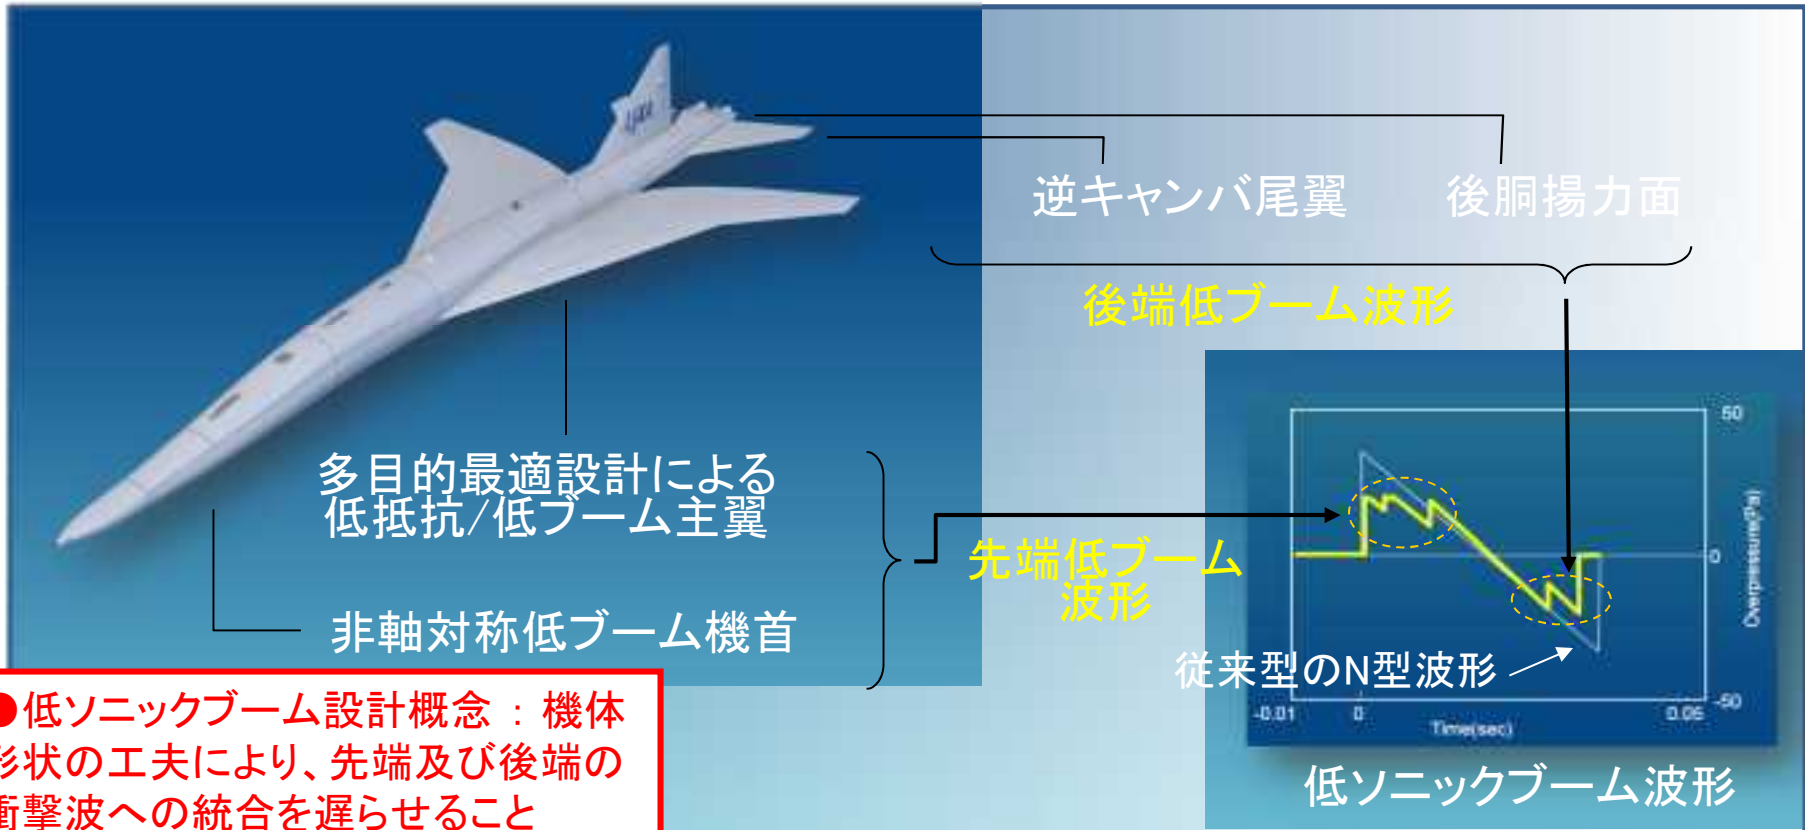 逆キャンバ尾翼
後胴揚力面
後端低ブーム波形
多目的最適設計による
低抵抗/低ブーム主翼
先端低ブーム
波形
非軸対称低ブーム機首
50
0
-50
Overpressure(Pa)
-0.01
0
0.05
Time(sec)
従来型のN型波形
低ソニックブーム波形
●低ソニックブーム設計概念：機体
形状の工夫により、先端及び後端の
衝撃波への統合を遅らせること